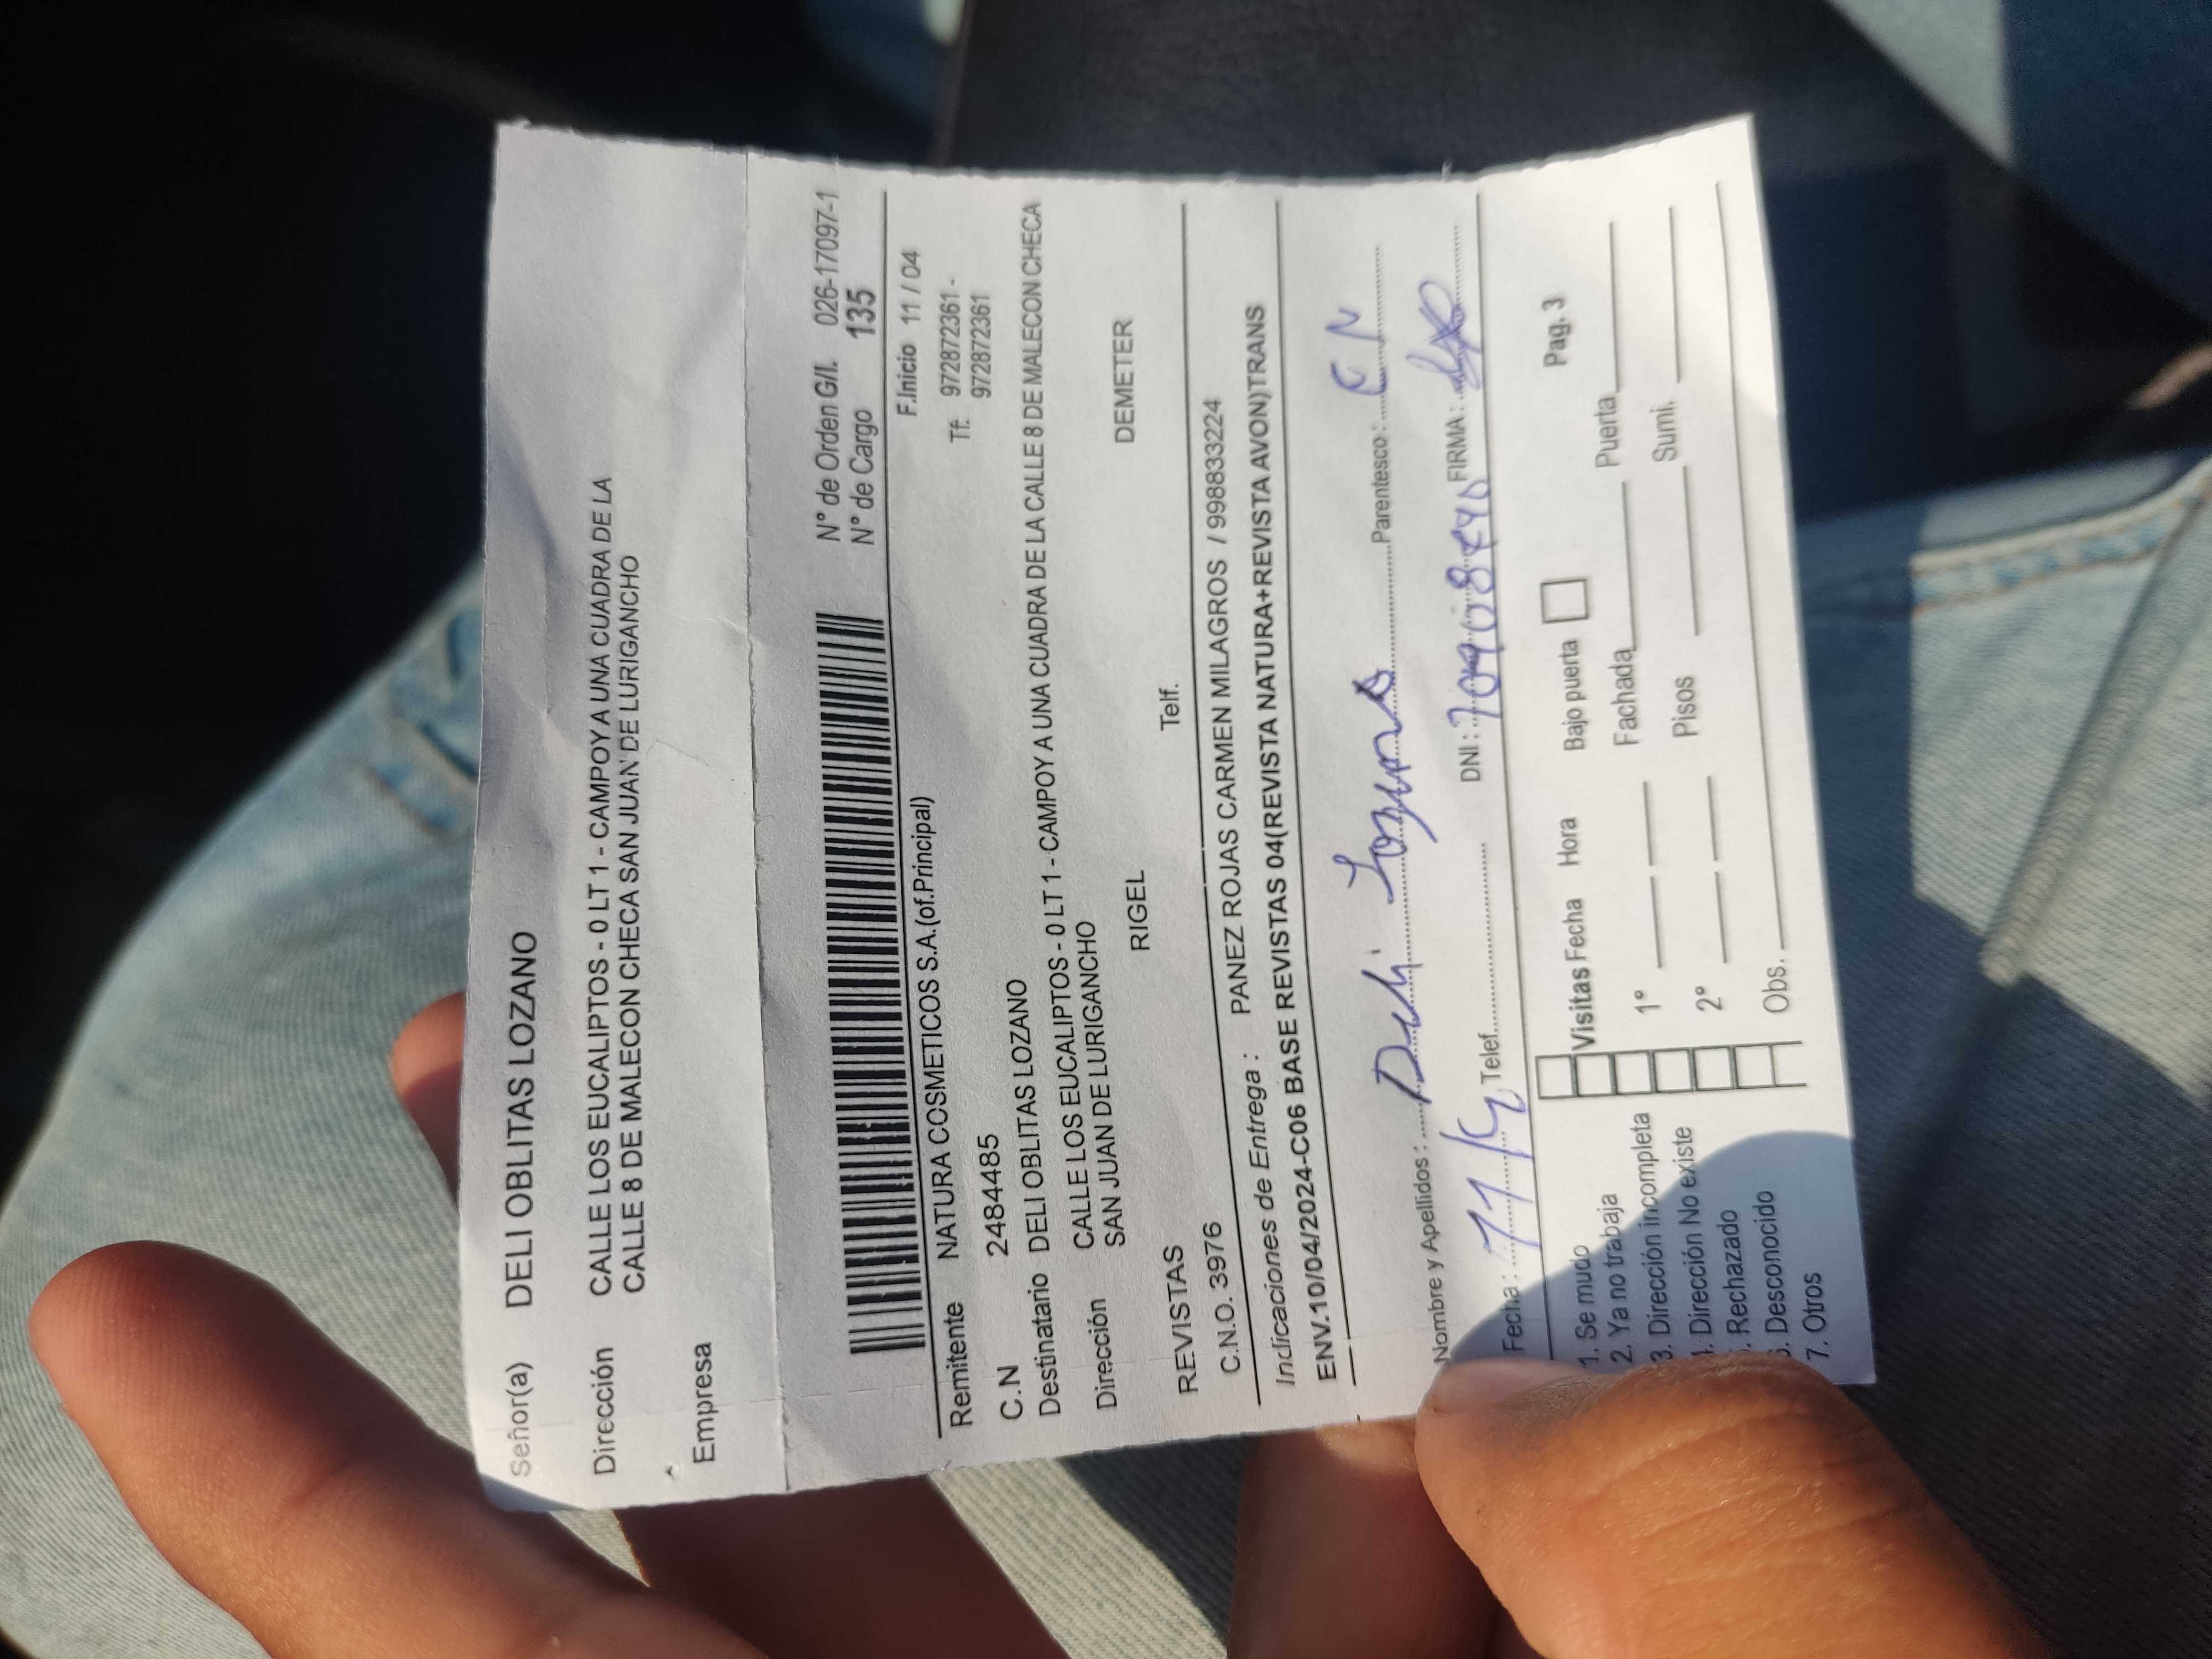 Señor(a) DELI OBLITAS LOZANO
Dirección CALLE LOS EUCALIPTOS - 0 LT 1 - CAMPOY A UNA CUADRA DE LA
CALLE 8 DE MALECON CHECA SAN JUAN DE LURIGANCHO
Empresa
N° de Orden G/I. 026-17097-1
N° de Cargo 135
Remitente NATURA COSMETICOS S.A.(of.Principal) F.Inicio 11 / 04
C.N 2484485 Tf. 972872361 -
972872361
Destinatario DELI OBLITAS LOZANO
Dirección CALLE LOS EUCALIPTOS - 0 LT 1 - CAMPOY A UNA CUADRA DE LA CALLE 8 DE MALECON CHECA
SAN JUAN DE LURIGANCHO
RIGEL DEMETER
REVISTAS Telf.
C.N.O. 3976 PANEZ ROJAS CARMEN MILAGROS / 998833224
Indicaciones de Entrega :
ENV.10/04/2024-C06 BASE REVISTAS 04(REVISTA NATURA+REVISTA AVON)TRANS
Nombre y Apellidos : Deli Lozano Parentesco : C N
Fecha : Telef. DNI : FIRMA :
Pag. 3
1. Se mudo Visitas Fecha Hora Bajo puerta
2. Ya no trabaja 1° Fachada Puerta
3. Dirección incompleta
. Dirección No existe 2° Pisos Sumi.
. Rechazado
. Desconocido Obs.
7. Otros